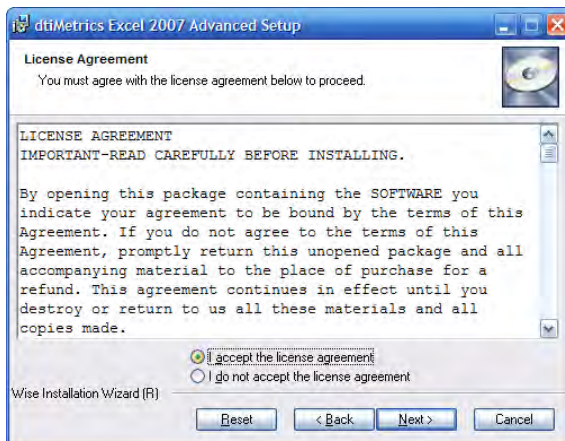 dtiMetrics Excel 2007 Advanced Setup
License Agreement
You must agree with the license agreement below to proceed.
LICENSE AGREEMENT
IMPORTANT-READ CAREFULLY BEFORE INSTALLING.
By opening this package containing the SOFTWARE you
indicate your agreement to be bound by the terms of this
Agreement. If you do not agree to the terms of this
Agreement, promptly return this unopened package and all
accompanying material to the place of purchase for a
refund. This agreement continues in effect until you
destroy or return to us all these materials and all
copies made.
I accept the license agreement
I do not accept the license agreement
Wise Installation Wizard (R)
Reset < Back Next > Cancel